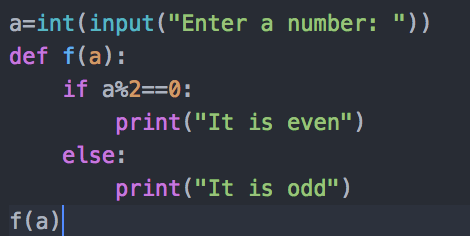 a=int(input("Enter a number: "))
def f(a):
    if a%2==0:
        print("It is even")
    else:
        print("It is odd")
f(a)